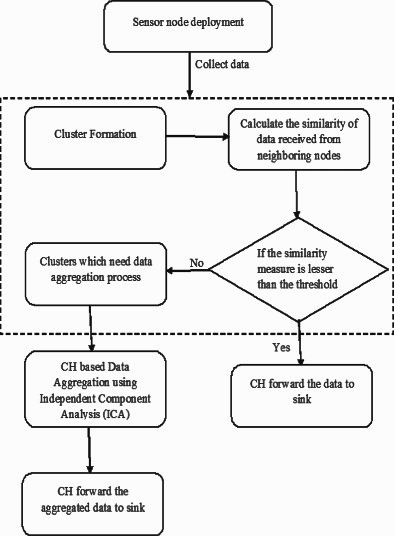 Sensor node deployment
Collect data
Cluster Formation
Calculate the similarity of
data received from
neighboring nodes
If the similarity
measure is lesser
than the threshold
No
Clusters which need data
aggregation process
Yes
CH based Data
Aggregation using
Independent Component
Analysis (ICA)
CH forward the data to
sink
CH forward the
aggregated data to sink